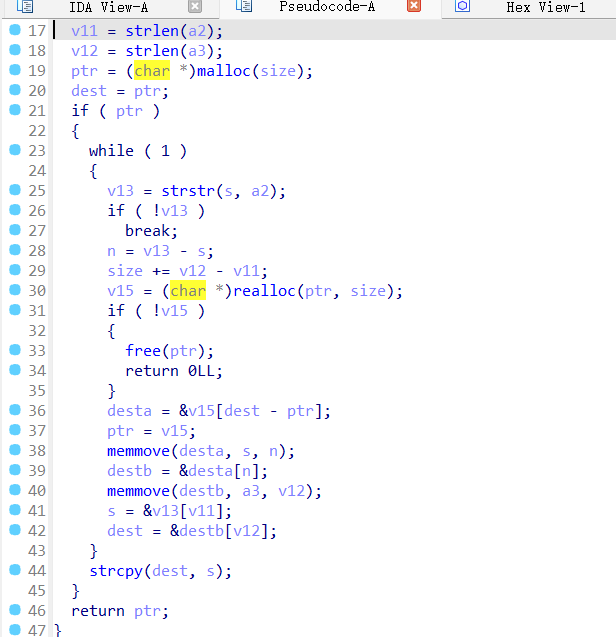 IDA View-A Pseudocode-A Hex View-1
17 v11 = strlen(a2);
18 v12 = strlen(a3);
19 ptr = (char *)malloc(size);
20 dest = ptr;
21 if ( ptr )
22 {
23 while ( 1 )
24 {
25 v13 = strstr(s, a2);
26 if ( !v13 )
27 break;
28 n = v13 - s;
29 size += v12 - v11;
30 v15 = (char *)realloc(ptr, size);
31 if ( !v15 )
32 {
33 free(ptr);
34 return 0LL;
35 }
36 desta = &v15[dest - ptr];
37 ptr = v15;
38 memmove(desta, s, n);
39 destb = &desta[n];
40 memmove(destb, a3, v12);
41 s = &v13[v11];
42 dest = &destb[v12];
43 }
44 strcpy(dest, s);
45 }
46 return ptr;
47 }